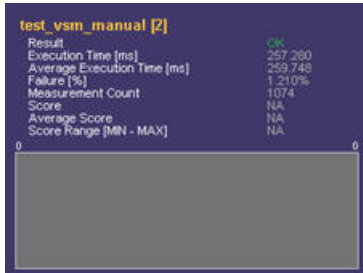 test_vsm_manual [2]
Result OK
Execution Time [ms] 257.280
Average Execution Time [ms] 259.748
Failure [%] 1.210%
Measurement Count 1074
Score NA
Average Score NA
Score Range [MIN - MAX] NA
0 0